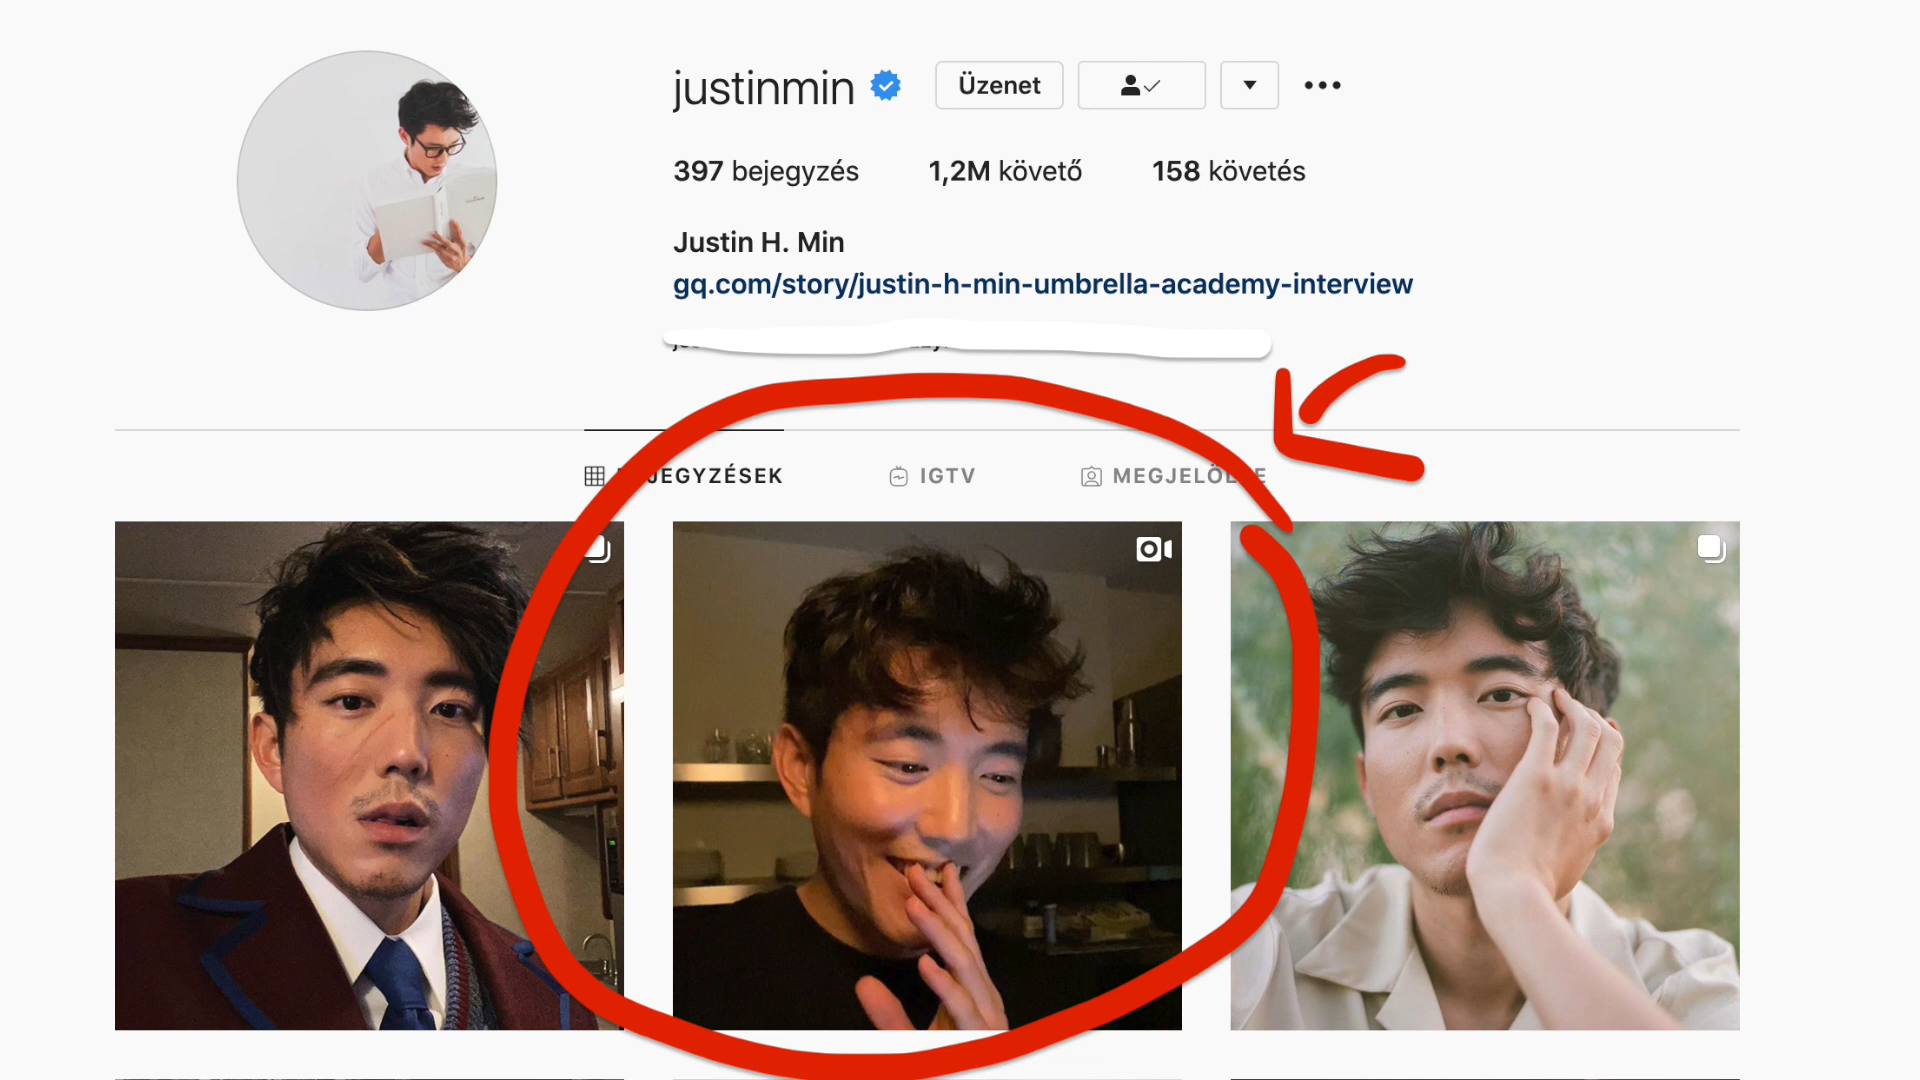 justinmin
Üzenet
397 bejegyzés 1,2M követő 158 követés
Justin H. Min
gq.com/story/justin-h-min-umbrella-academy-interview
IGTV